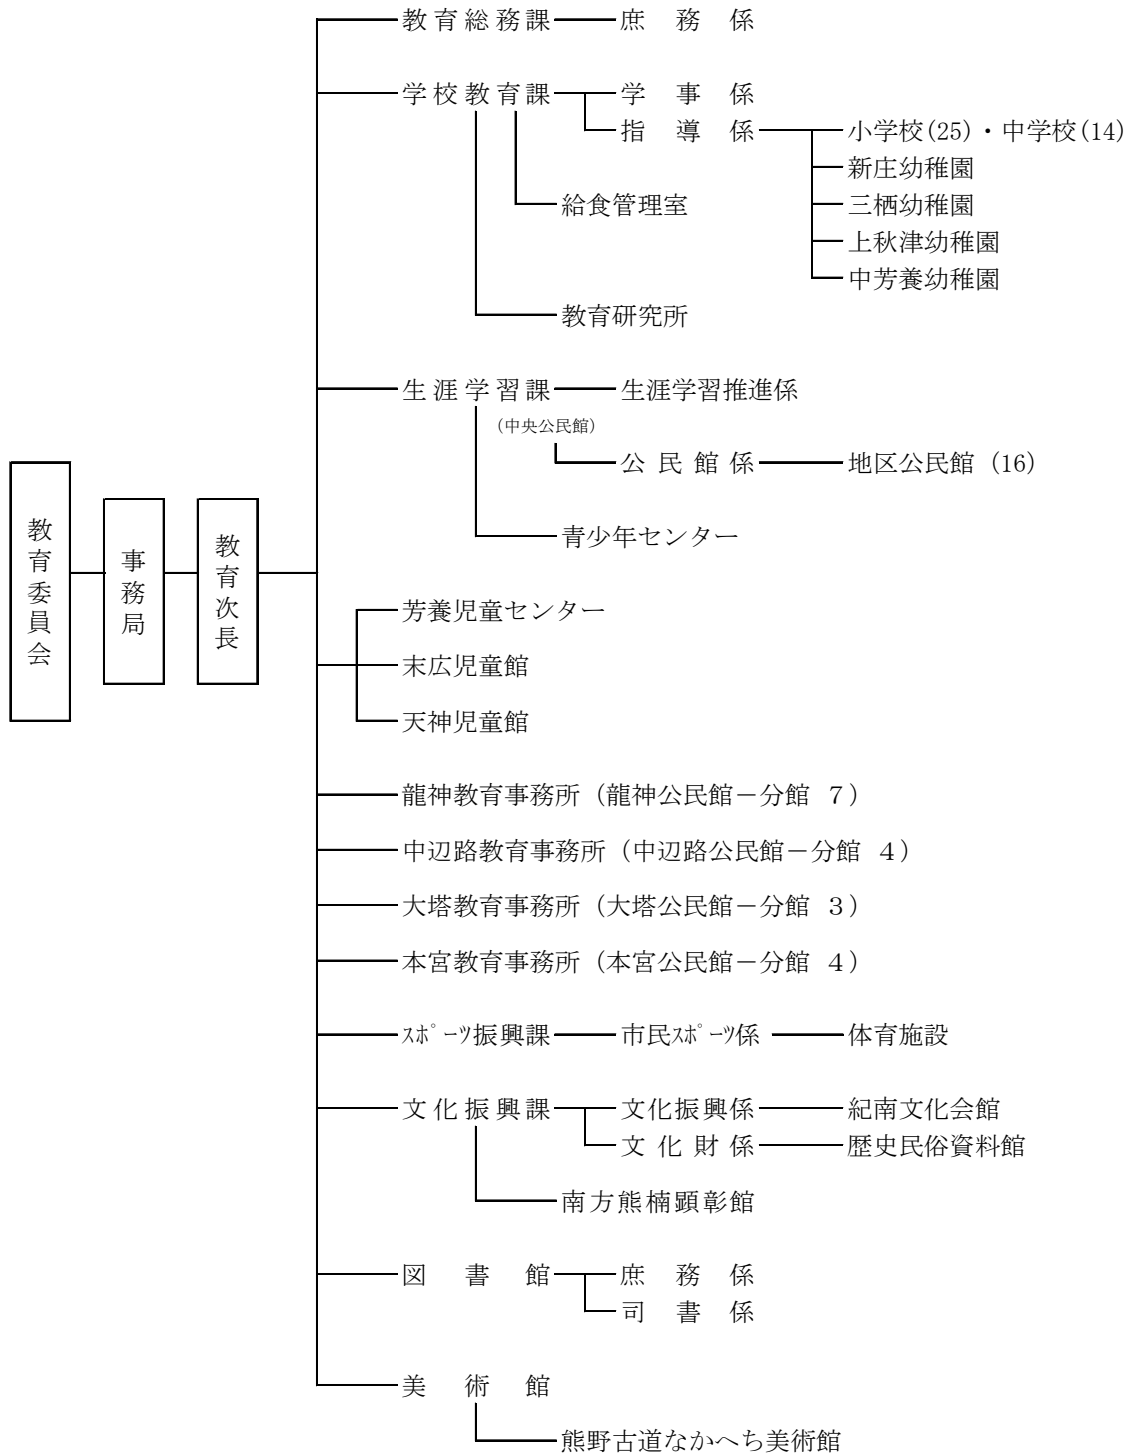 教育委員会
事務局
教育次長
教育総務課 庶務係
学校教育課 学事係
指導係 小学校(25)・中学校(14)
新庄幼稚園
給食管理室 三栖幼稚園
上秋津幼稚園
中芳養幼稚園
教育研究所
生涯学習課 生涯学習推進係
(中央公民館)
公民館係 地区公民館 (16)
青少年センター
芳養児童センター
末広児童館
天神児童館
龍神教育事務所 (龍神公民館-分館 7)
中辺路教育事務所 (中辺路公民館-分館 4)
大塔教育事務所 (大塔公民館-分館 3)
本宮教育事務所 (本宮公民館-分館 4)
ｽﾎﾟｰﾂ振興課 市民ｽﾎﾟｰﾂ係 体育施設
文化振興課 文化振興係 紀南文化会館
文化財係 歴史民俗資料館
南方熊楠顕彰館
図書館 庶務係
司書係
美術館
熊野古道なかへち美術館